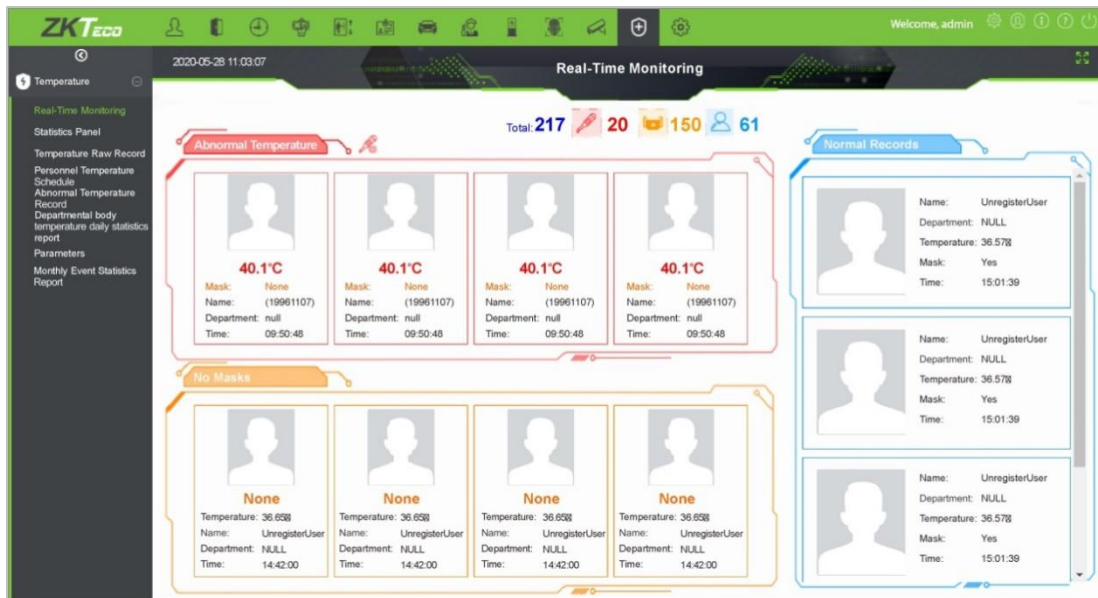 ZKTECO
Welcome, admin
2020-05-28 11:03:07
Real-Time Monitoring
Temperature
Real-Time Monitoring
Statistics Panel
Temperature Raw Record
Personnel Temperature
Schedule
Abnormal Temperature
Record
Departmental body
temperature daily statistics
report
Parameters
Monthly Event Statistics
Report
Total:217 20 150 61
Abnormal Temperature
40.1°C
Mask: None
Name: (19961107)
Department: null
Time: 09:50:48
40.1°C
Mask: None
Name: (19961107)
Department: null
Time: 09:50:48
40.1°C
Mask: None
Name: (19961107)
Department: null
Time: 09:50:48
40.1°C
Mask: None
Name: (19961107)
Department: null
Time: 09:50:48
No Masks
None
Temperature: 36.65
Name: UnregisterUser
Department: NULL
Time: 14:42:00
None
Temperature: 36.65
Name: UnregisterUser
Department: NULL
Time: 14:42:00
None
Temperature: 36.65
Name: UnregisterUser
Department: NULL
Time: 14:42:00
None
Temperature: 36.65
Name: UnregisterUser
Department: NULL
Time: 14:42:00
Normal Records
Name: UnregisterUser
Department: NULL
Temperature: 36.57
Mask: Yes
Time: 15:01:39
Name: UnregisterUser
Department: NULL
Temperature: 36.57
Mask: Yes
Time: 15:01:39
Name: UnregisterUser
Department: NULL
Temperature: 36.57
Mask: Yes
Time: 15:01:39